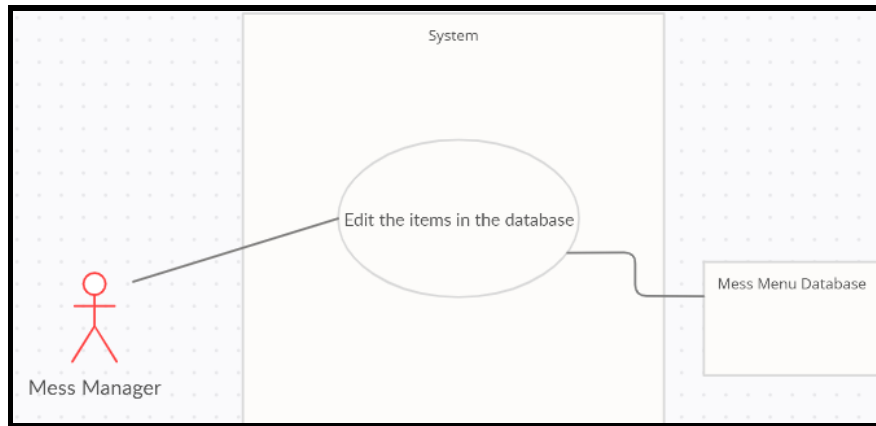 System
Edit the items in the database
Mess Menu Database
Mess Manager